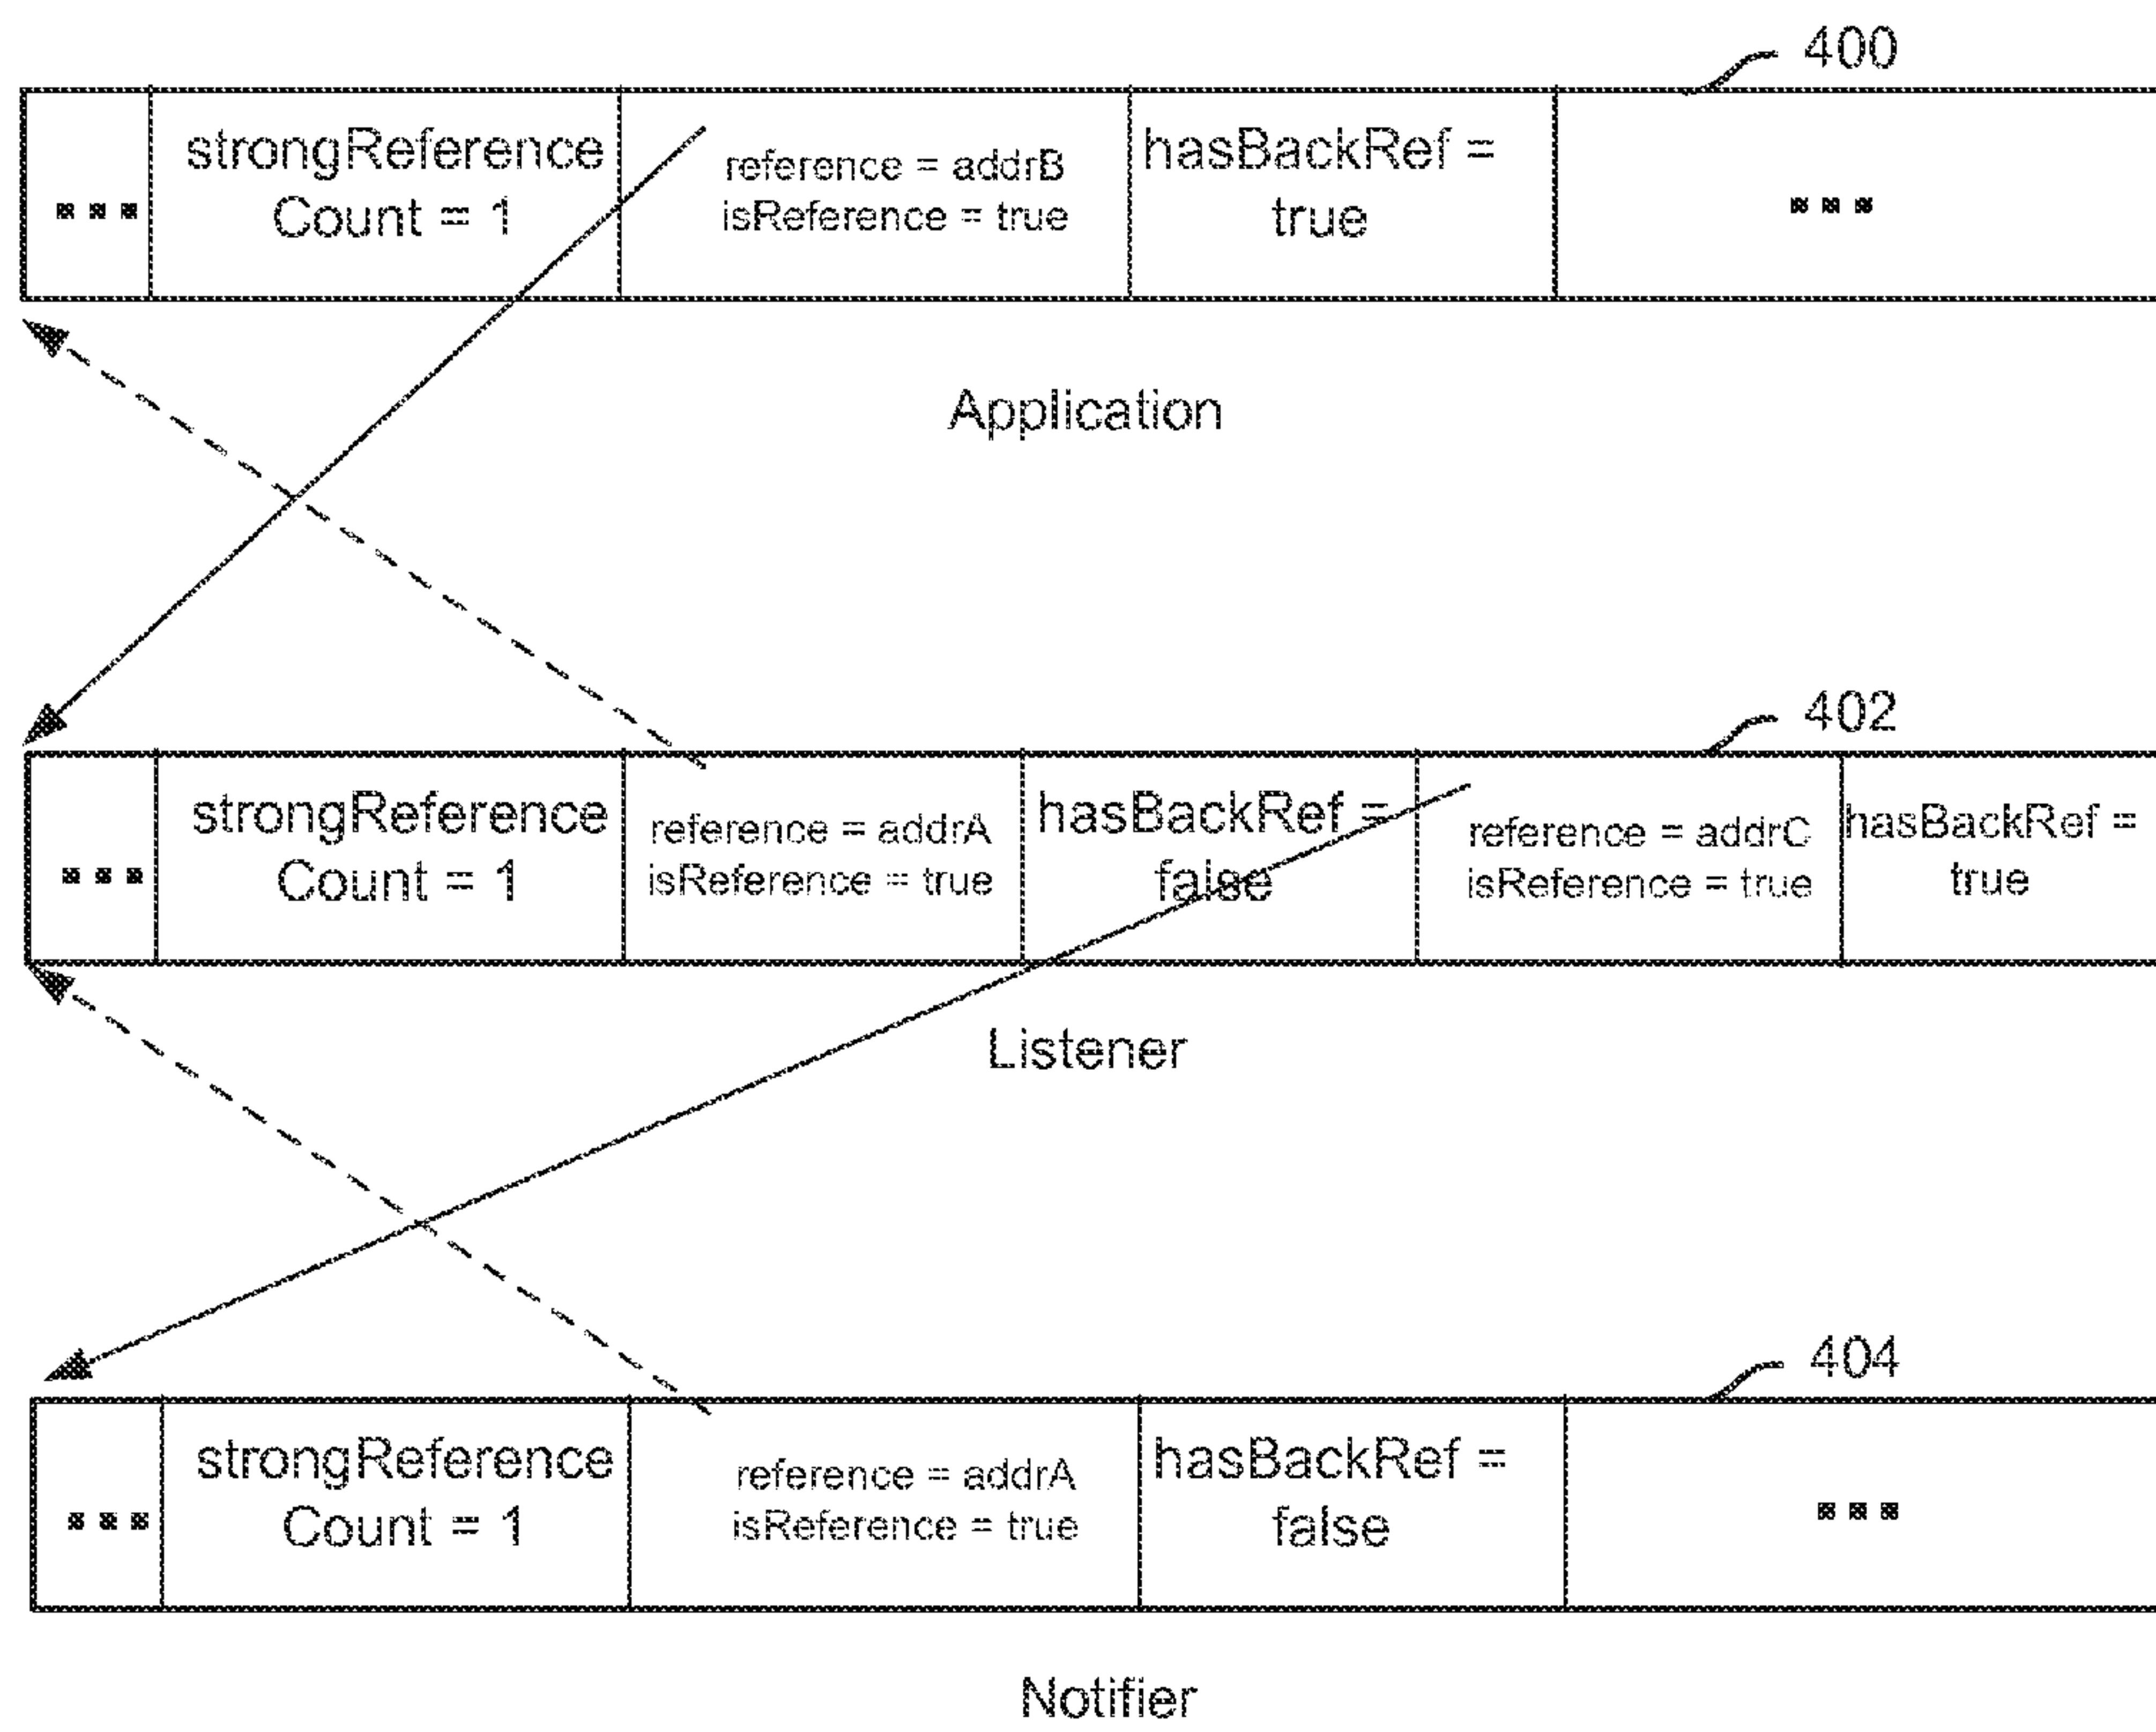 400
strongReference
Count = 1
reference = addrB
isReference = true
hasBackRef =
true
...
...
Application
402
strongReference
Count = 1
reference = addrA
isReference = true
hasBackRef =
false
reference = addrC
isReference = true
hasBackRef =
true
...
Listener
404
strongReference
Count = 1
reference = addrA
isReference = true
hasBackRef =
false
...
...
Notifier